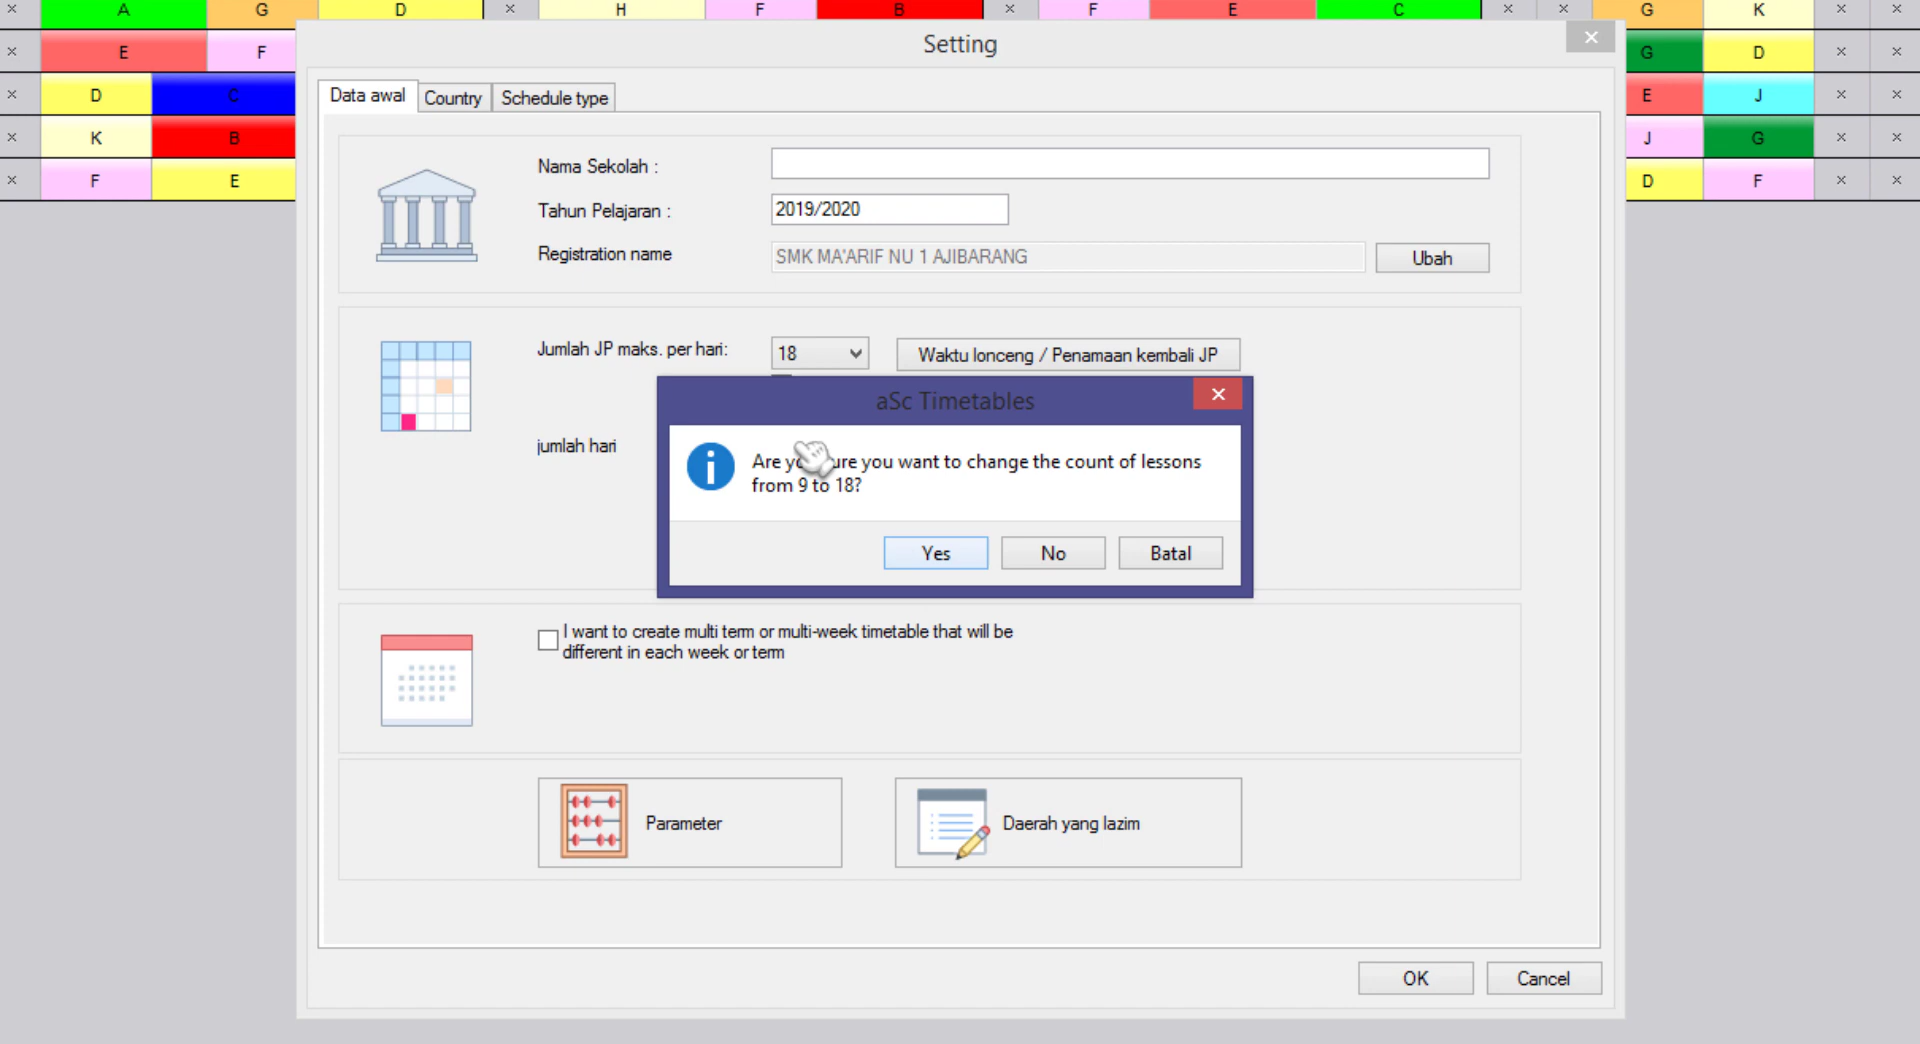 × A G D × H F B × F E C × × G K × ×
× E F G D × ×
× D C E J × ×
× K B J G × ×
× F E D F × ×
Setting
Data awal Country Schedule type
Nama Sekolah :
Tahun Pelajaran : 2019/2020
Registration name SMK MA'ARIF NU 1 AJIBARANG Ubah
Jumlah JP maks. per hari: 18 Waktu lonceng / Penamaan kembali JP
aSc Timetables
jumlah hari
Are you want to change the count of lessons
from 9 to 18?
Yes No Batal
I want to create multi term or multi-week timetable that will be
different in each week or term
Parameter Daerah yang lazim
OK Cancel